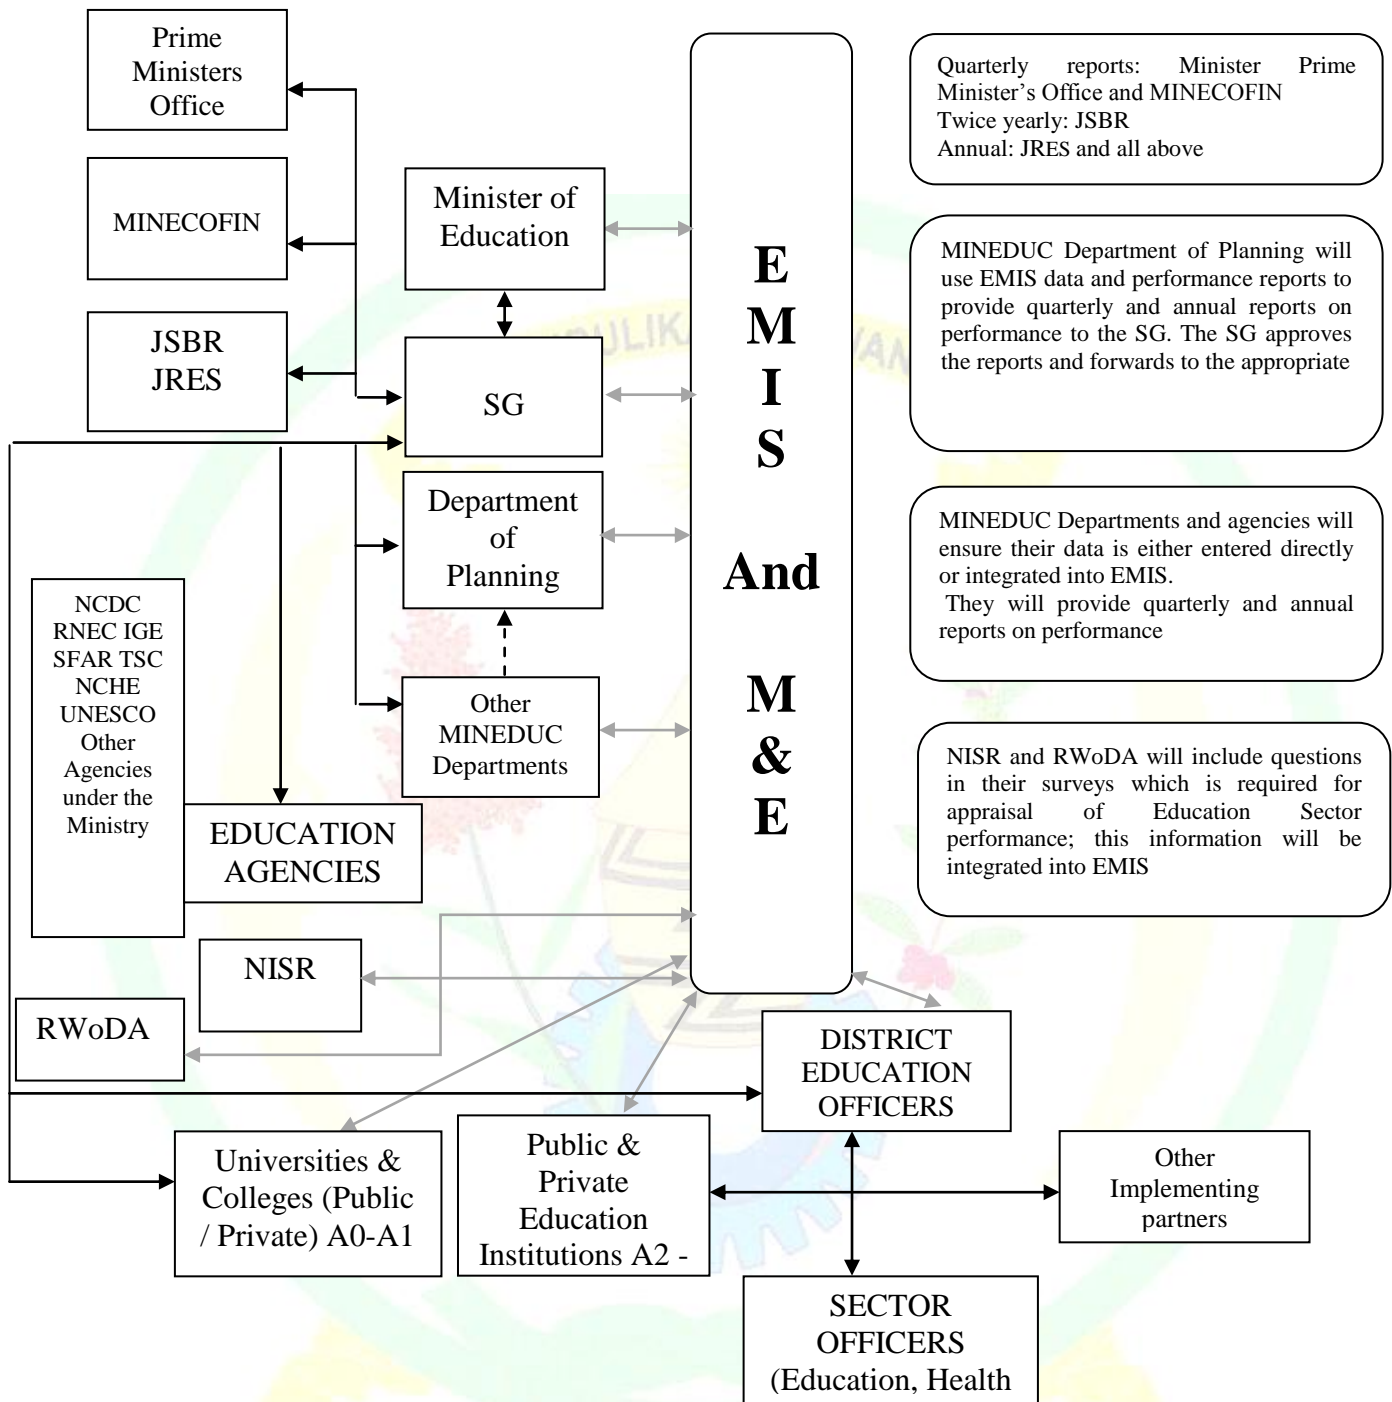 Prime
Ministers
Office
MINECOFIN
JSBR
JRES
Minister of
Education
SG
Department
of
Planning
Other
MINEDUC
Departments
NCDC
RNEC IGE
SFAR TSC
NCHE
UNESCO
Other
Agencies
under the
Ministry
EDUCATION
AGENCIES
NISR
RWoDA
Universities &
Colleges (Public
/ Private) A0-A1
Public &
Private
Education
Institutions A2 -
DISTRICT
EDUCATION
OFFICERS
Other
Implementing
partners
SECTOR
OFFICERS
(Education, Health
E
M
I
S
And
M
&
E
Quarterly reports: Minister Prime
Minister's Office and MINECOFIN
Twice yearly: JSBR
Annual: JRES and all above
MINEDUC Department of Planning will
use EMIS data and performance reports to
provide quarterly and annual reports on
performance to the SG. The SG approves
the reports and forwards to the appropriate
MINEDUC Departments and agencies will
ensure their data is either entered directly
or integrated into EMIS.
They will provide quarterly and annual
reports on performance
NISR and RWoDA will include questions
in their surveys which is required for
appraisal of Education Sector
performance; this information will be
integrated into EMIS